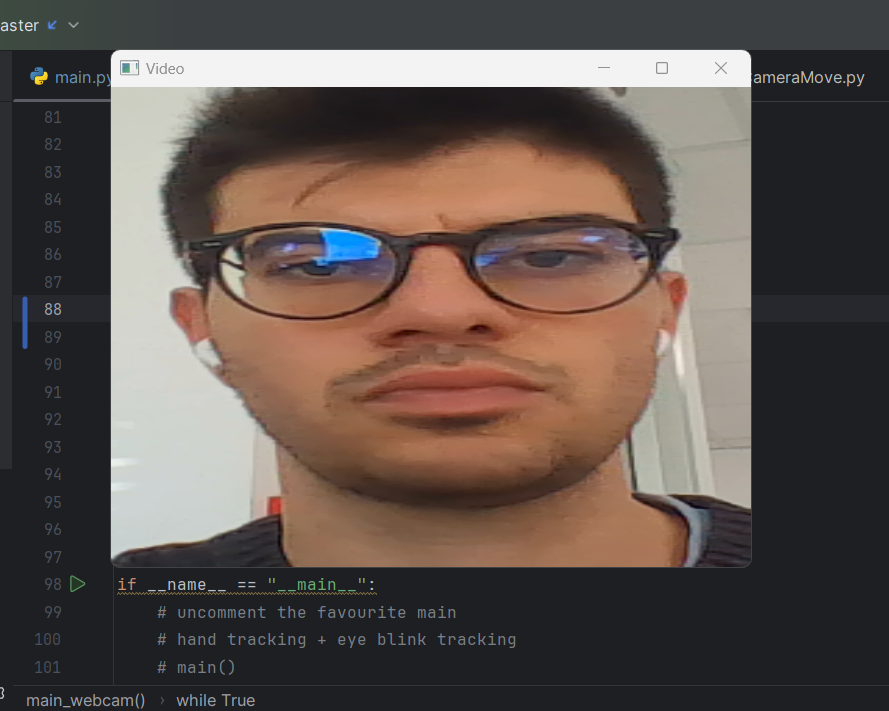 aster
Video
main.py
CameraMove.py
81
82
83
84
85
86
87
88
89
90
91
92
93
94
95
96
97
98 if __name__ == "__main__":
99 # uncomment the favourite main
100 # hand tracking + eye blink tracking
101 # main()
main_webcam() › while True